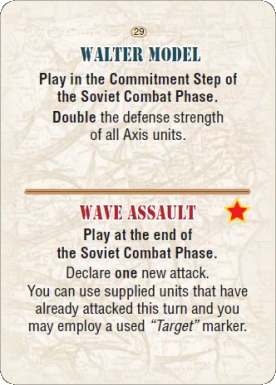 29
WALTER MODEL
Play in the Commitment Step of
the Soviet Combat Phase.
Double the defense strength
of all Axis units.
WAVE ASSAULT
Play at the end of
the Soviet Combat Phase.
Declare one new attack.
You can use supplied units that have
already attacked this turn and you
may employ a used "Target" marker.